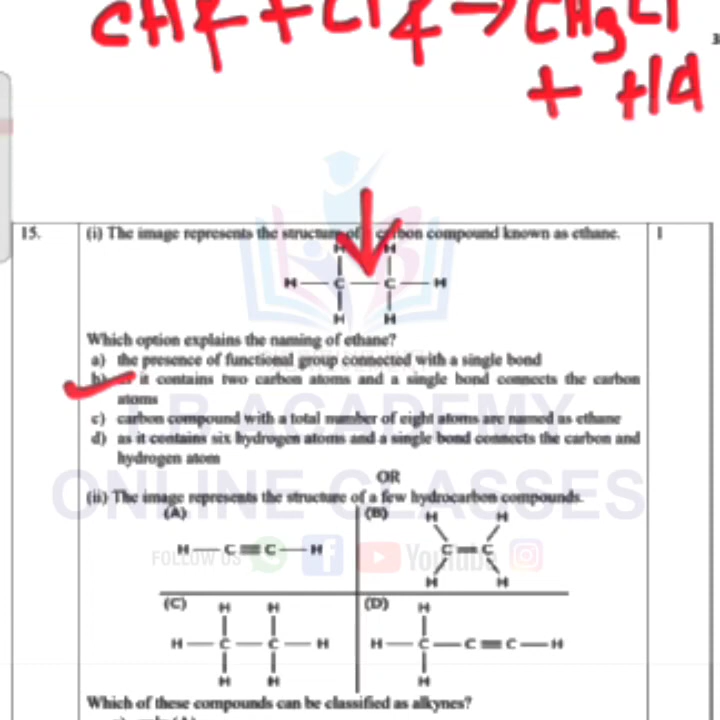 CH4 + Cl4 → CH3Cl
+ HCl
3
15.
(i) The image represents the structure of carbon compound known as ethane.
1
H H
H — C — C — H
H H
Which option explains the naming of ethane?
a) the presence of functional group connected with a single bond
b) as it contains two carbon atoms and a single bond connects the carbon
atoms
c) carbon compound with a total number of eight atoms are named as ethane
d) as it contains six hydrogen atoms and a single bond connects the carbon and
hydrogen atom
OR
(ii) The image represents the structure of a few hydrocarbon compounds.
(A)
H — C ≡ C — H
(B)
H H
C = C
H H
(C)
H H
H — C — C — H
H H
(D)
H
H — C — C ≡ C — H
H
Which of these compounds can be classified as alkynes?
ACADEMY
ONLINE CLASSES
FOLLOW US
YouTube